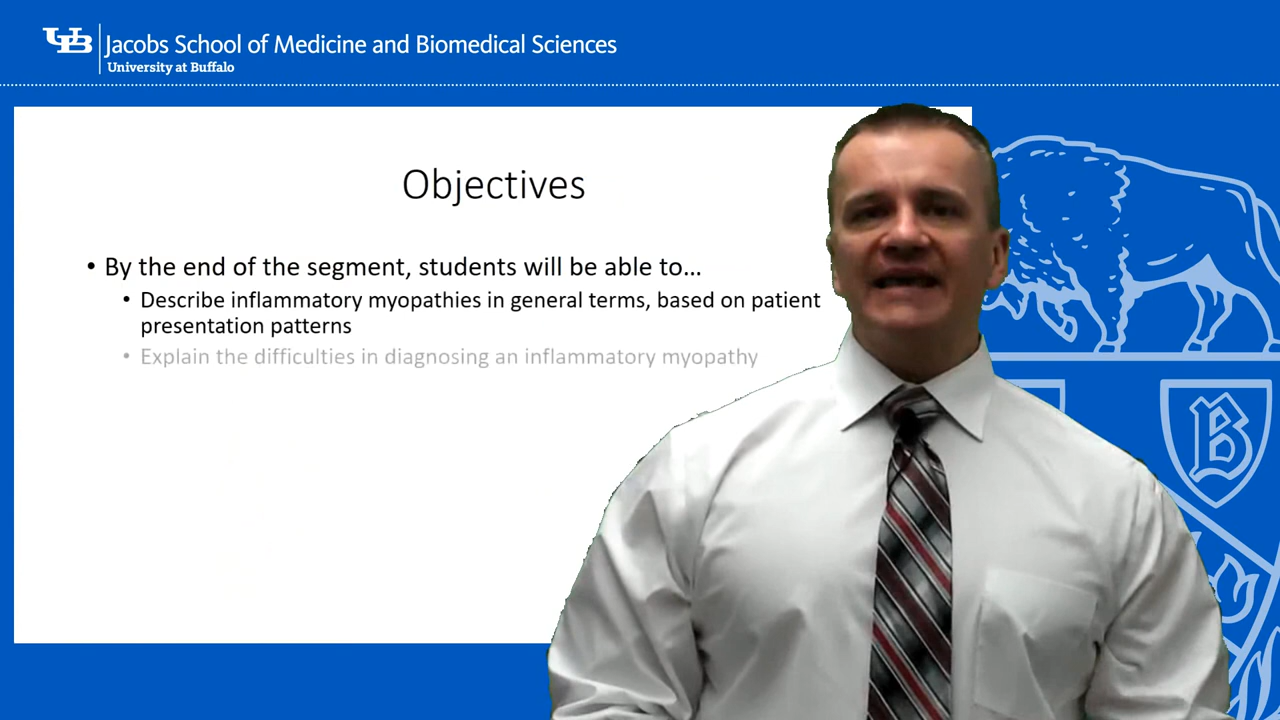 UB Jacobs School of Medicine and Biomedical Sciences
University at Buffalo
Objectives
• By the end of the segment, students will be able to...
• Describe inflammatory myopathies in general terms, based on patient
presentation patterns
• Explain the difficulties in diagnosing an inflammatory myopathy
B